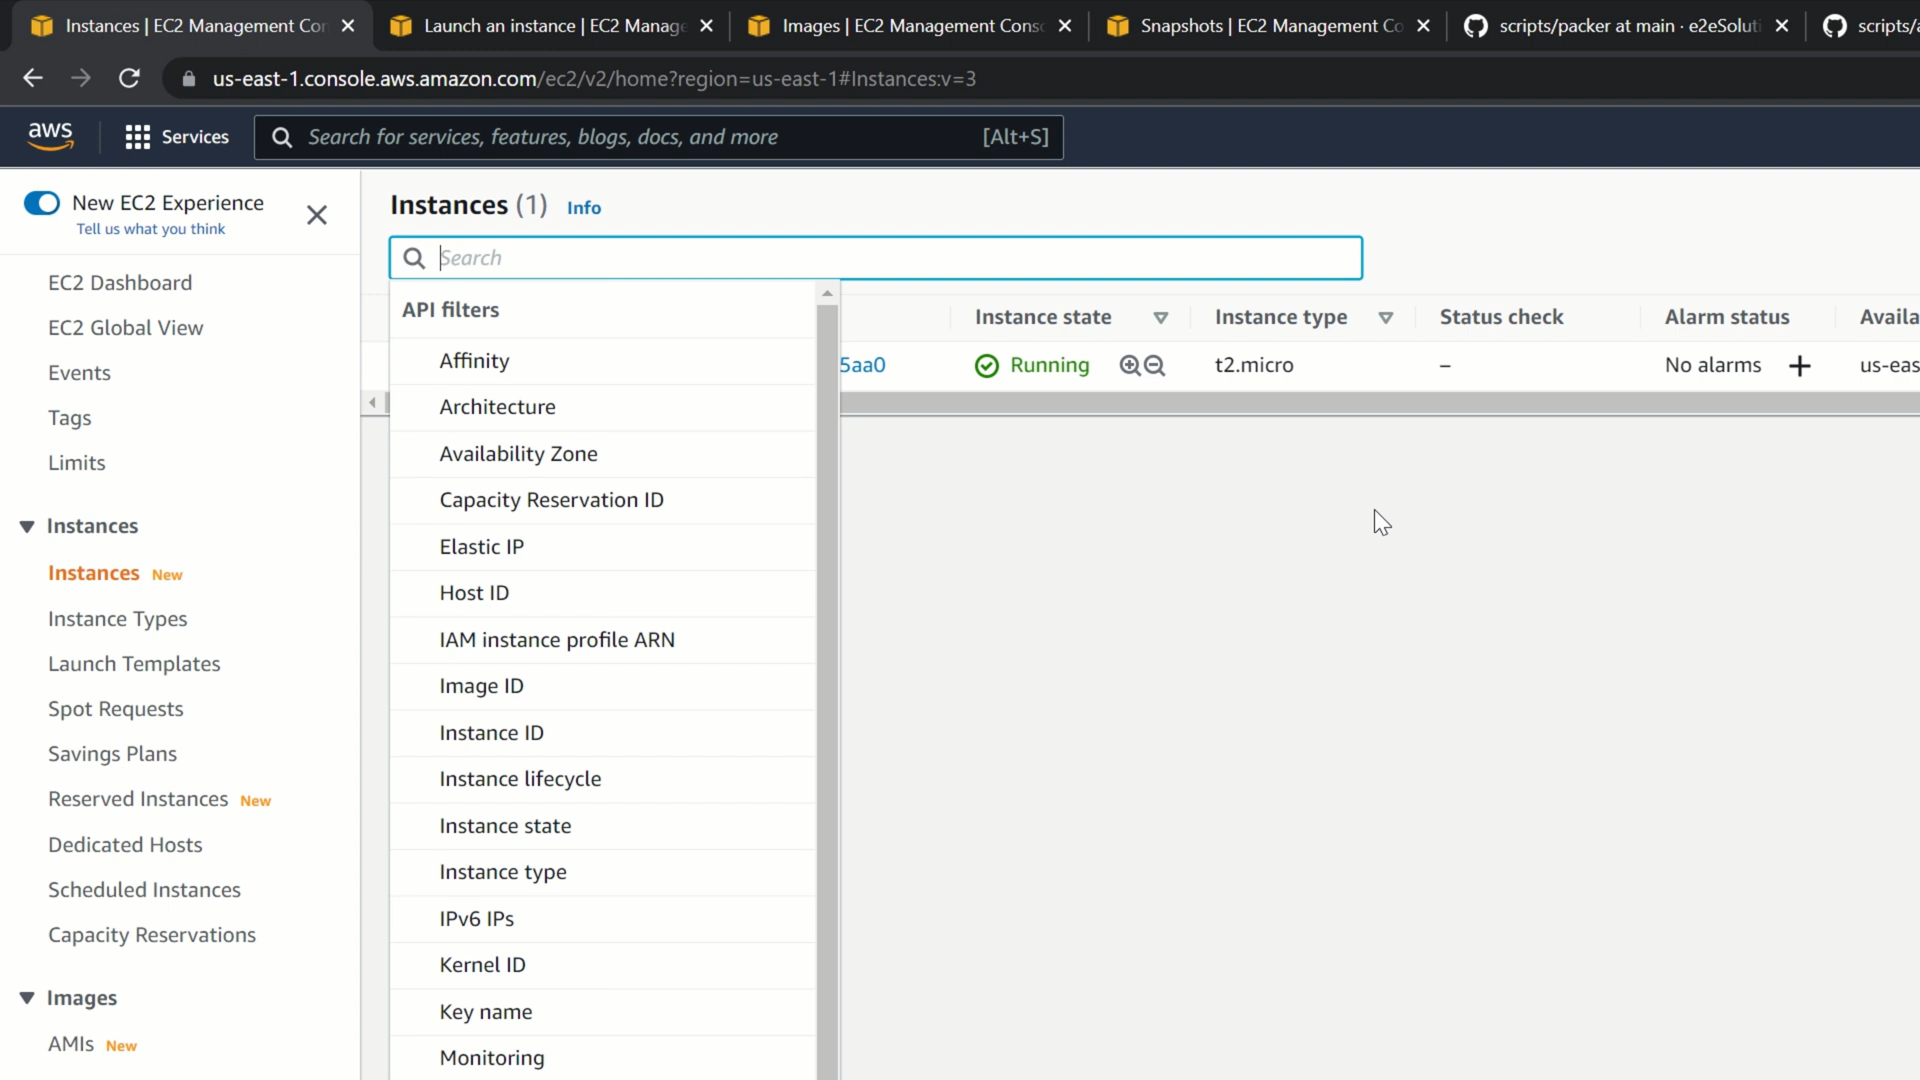 Instances | EC2 Management Con
Launch an instance | EC2 Manage
Images | EC2 Management Conso
Snapshots | EC2 Management Co
scripts/packer at main · e2eSoluti
scripts/a
us-east-1.console.aws.amazon.com/ec2/v2/home?region=us-east-1#Instances:v=3
aws
Services
Search for services, features, blogs, docs, and more
[Alt+S]
New EC2 Experience
Tell us what you think
EC2 Dashboard
EC2 Global View
Events
Tags
Limits
Instances
Instances New
Instance Types
Launch Templates
Spot Requests
Savings Plans
Reserved Instances New
Dedicated Hosts
Scheduled Instances
Capacity Reservations
Images
AMIs New
Instances (1) Info
Search
API filters
Affinity
Architecture
Availability Zone
Capacity Reservation ID
Elastic IP
Host ID
IAM instance profile ARN
Image ID
Instance ID
Instance lifecycle
Instance state
Instance type
IPv6 IPs
Kernel ID
Key name
Monitoring
Instance state
Instance type
Status check
Alarm status
Availa
5aa0
Running
t2.micro
–
No alarms
us-eas